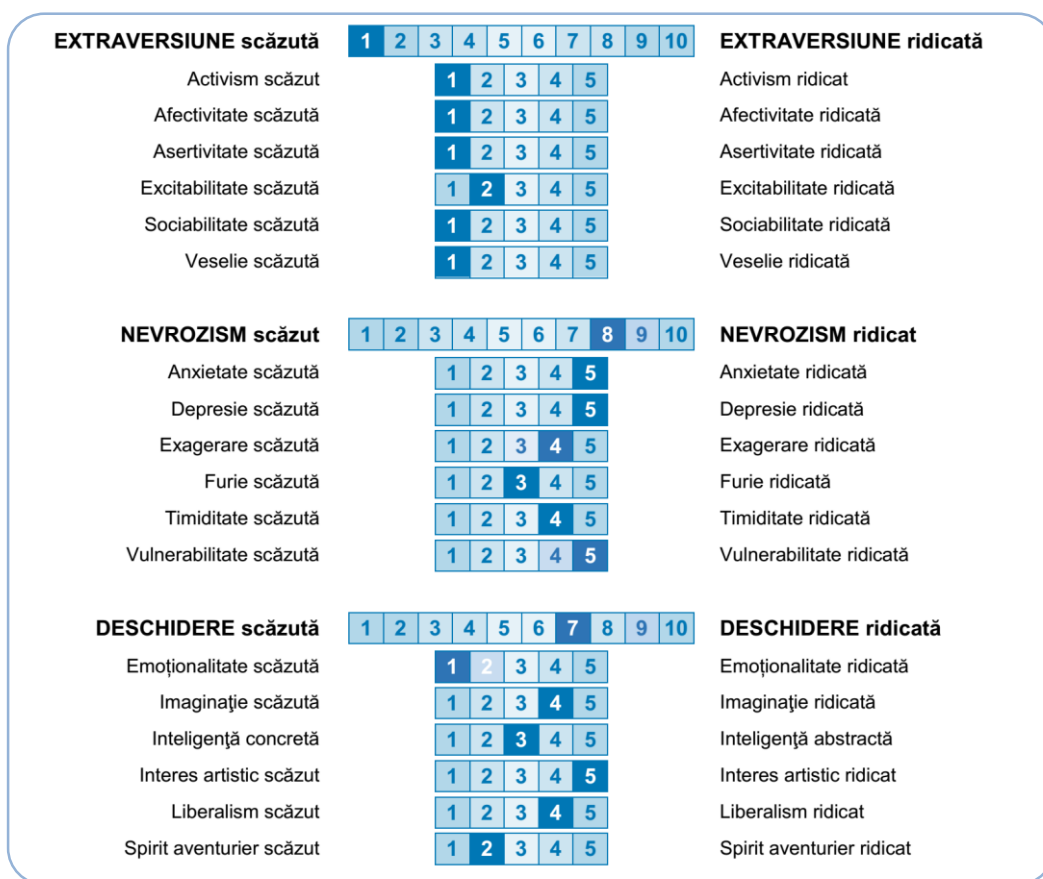 EXTRAVERSIUNE scăzută 1 2 3 4 5 6 7 8 9 10 EXTRAVERSIUNE ridicată
Activism scăzut 1 2 3 4 5 Activism ridicat
Afectivitate scăzută 1 2 3 4 5 Afectivitate ridicată
Asertivitate scăzută 1 2 3 4 5 Asertivitate ridicată
Excitabilitate scăzută 1 2 3 4 5 Excitabilitate ridicată
Sociabilitate scăzută 1 2 3 4 5 Sociabilitate ridicată
Veselie scăzută 1 2 3 4 5 Veselie ridicată
NEVROZISM scăzut 1 2 3 4 5 6 7 8 9 10 NEVROZISM ridicat
Anxietate scăzută 1 2 3 4 5 Anxietate ridicată
Depresie scăzută 1 2 3 4 5 Depresie ridicată
Exagerare scăzută 1 2 3 4 5 Exagerare ridicată
Furie scăzută 1 2 3 4 5 Furie ridicată
Timiditate scăzută 1 2 3 4 5 Timiditate ridicată
Vulnerabilitate scăzută 1 2 3 4 5 Vulnerabilitate ridicată
DESCHIDERE scăzută 1 2 3 4 5 6 7 8 9 10 DESCHIDERE ridicată
Emoționalitate scăzută 1 2 3 4 5 Emoționalitate ridicată
Imaginaţie scăzută 1 2 3 4 5 Imaginaţie ridicată
Inteligenţă concretă 1 2 3 4 5 Inteligenţă abstractă
Interes artistic scăzut 1 2 3 4 5 Interes artistic ridicat
Liberalism scăzut 1 2 3 4 5 Liberalism ridicat
Spirit aventurier scăzut 1 2 3 4 5 Spirit aventurier ridicat